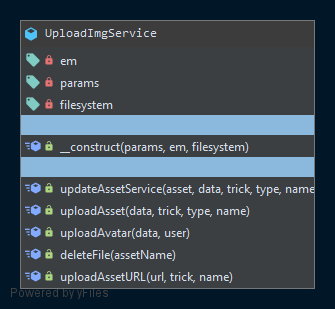 UploadImgService
em
params
filesystem
__construct(params, em, filesystem)
updateAssetService(asset, data, trick, type, name
uploadAsset(data, trick, type, name)
uploadAvatar(data, user)
deleteFile(assetName)
uploadAssetURL(url, trick, name)
Powered by yFiles